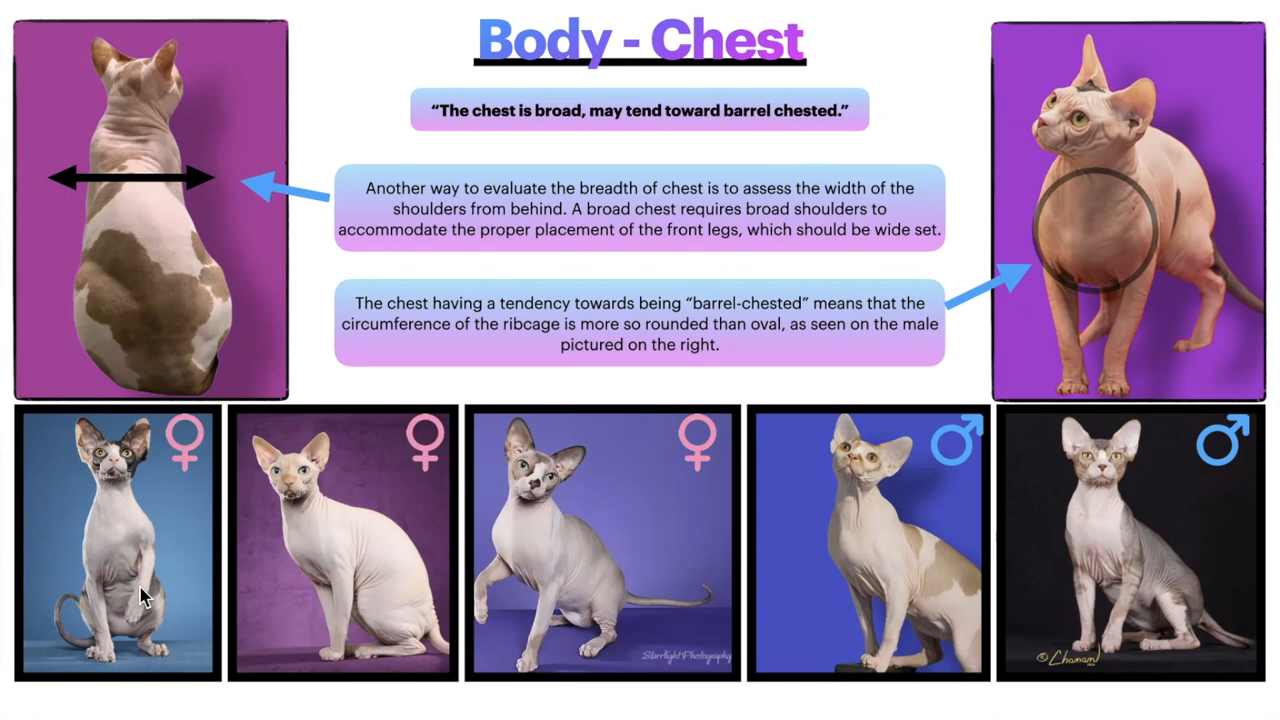 Body - Chest
“The chest is broad, may tend toward barrel chested.”
Another way to evaluate the breadth of chest is to assess the width of the
shoulders from behind. A broad chest requires broad shoulders to
accommodate the proper placement of the front legs, which should be wide set.
The chest having a tendency towards being “barrel-chested” means that the
circumference of the ribcage is more so rounded than oval, as seen on the male
pictured on the right.
Starrlight Photography
© Chanan